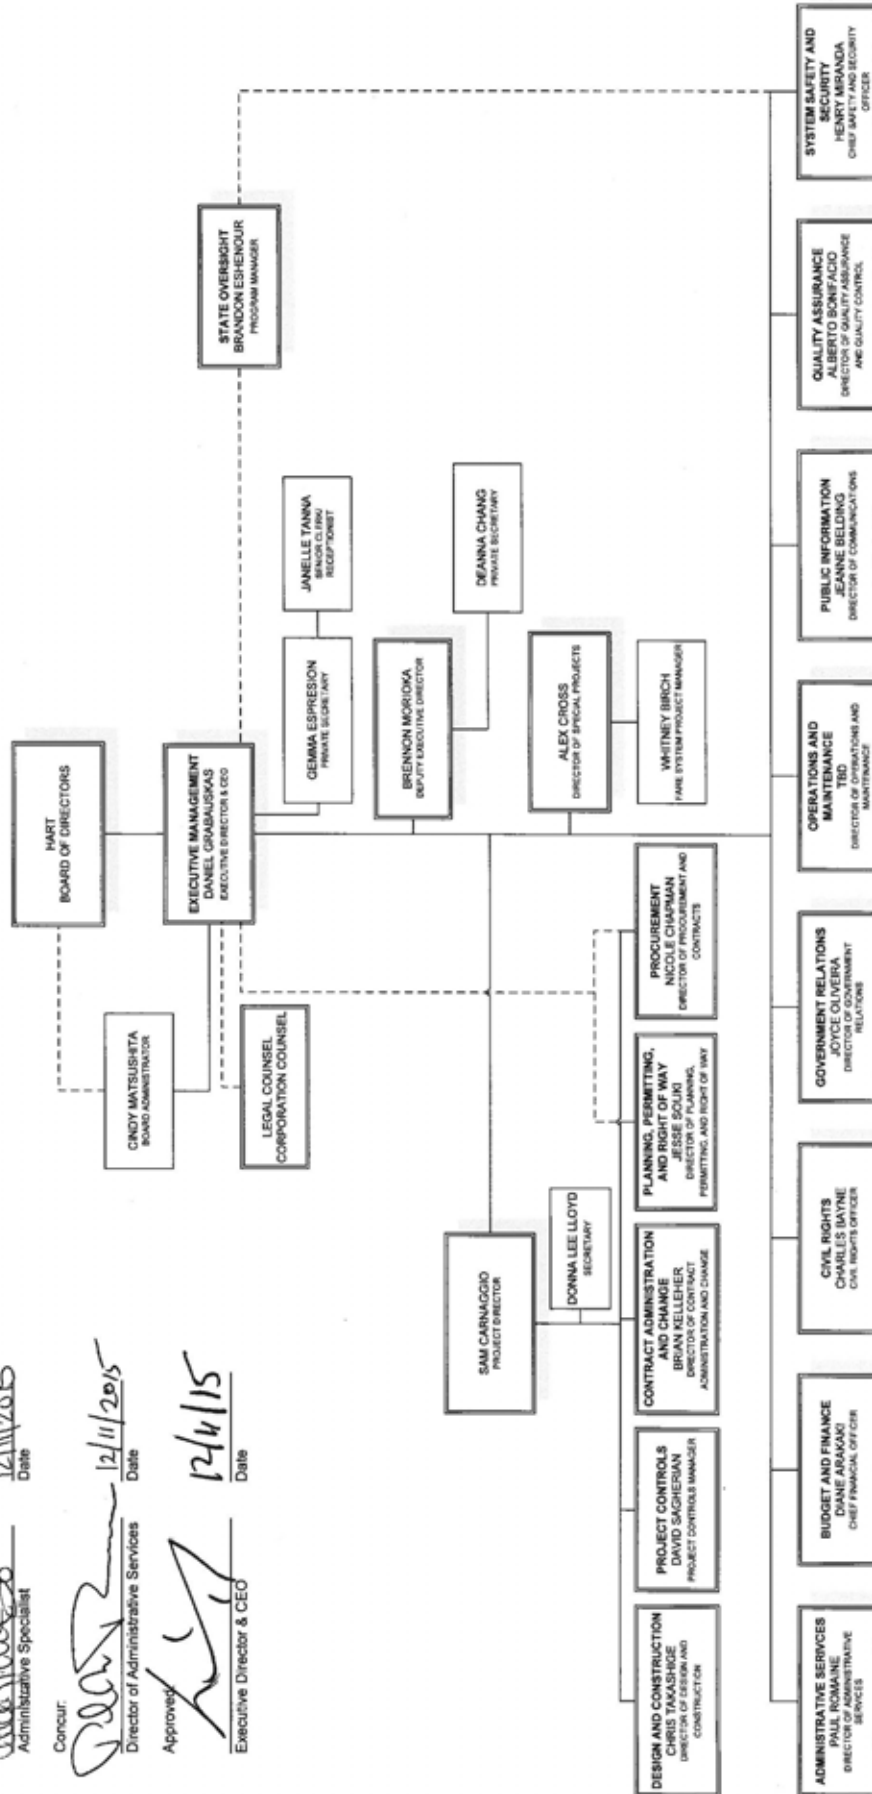 12/11/2015
Administrative Specialist
Date
Concur:
12/11/2015
Director of Administrative Services
Date
Approved:
Executive Director & CEO
Date
HART
BOARD OF DIRECTORS
CINDY MATSUSHITA
BOARD ADMINISTRATOR
EXECUTIVE MANAGEMENT
DANIEL GRABAUSKAS
EXECUTIVE DIRECTOR & CEO
STATE OVERSIGHT
BRANDON ESHENOUR
PROGRAM MANAGER
LEGAL COUNSEL
CORPORATION COUNSEL
GEMMA ESPRESION
PRIVATE SECRETARY
JANELLE TANNA
SENIOR CLERK/
RECEPTIONIST
BRENNON MORIOKA
DEPUTY EXECUTIVE DIRECTOR
DEANNA CHANG
PRIVATE SECRETARY
SAM CARNAGGIO
PROJECT DIRECTOR
ALEX CROSS
DIRECTOR OF SPECIAL PROJECTS
DONNA LEE LLOYD
SECRETARY
WHITNEY BIRCH
FARE SYSTEM PROJECT MANAGER
DESIGN AND CONSTRUCTION
CHRIS TAKASHIGE
DIRECTOR OF DESIGN AND
CONSTRUCTION
PROJECT CONTROLS
DAVID SAGHERIAN
PROJECT CONTROLS MANAGER
CONTRACT ADMINISTRATION
AND CHANGE
BRIAN KELLEHER
DIRECTOR OF CONTRACT
ADMINISTRATION AND CHANGE
PLANNING, PERMITTING,
AND RIGHT OF WAY
JESSE SOUKI
DIRECTOR OF PLANNING,
PERMITTING, AND RIGHT OF WAY
PROCUREMENT
NICOLE CHAPMAN
DIRECTOR OF PROCUREMENT AND
CONTRACTS
ADMINISTRATIVE SERIVCES
PAUL ROMAINE
DIRECTOR OF ADMINISTRATIVE
SERVICES
BUDGET AND FINANCE
DIANE ARAKAKI
CHIEF FINANCIAL OFFICER
CIVIL RIGHTS
CHARLES BAYNE
CIVIL RIGHTS OFFICER
GOVERNMENT RELATIONS
JOYCE OLIVEIRA
DIRECTOR OF GOVERNMENT
RELATIONS
OPERATIONS AND
MAINTENANCE
TBD
DIRECTOR OF OPERATIONS AND
MAINTENANCE
PUBLIC INFORMATION
JEANNE BELDING
DIRECTOR OF COMMUNICATIONS
QUALITY ASSURANCE
ALBERTO BONIFACIO
DIRECTOR OF QUALITY ASSURANCE
AND QUALITY CONTROL
SYSTEM SAFETY AND
SECURITY
HENRY MIRANDA
CHIEF SAFETY AND SECURITY
OFFICER